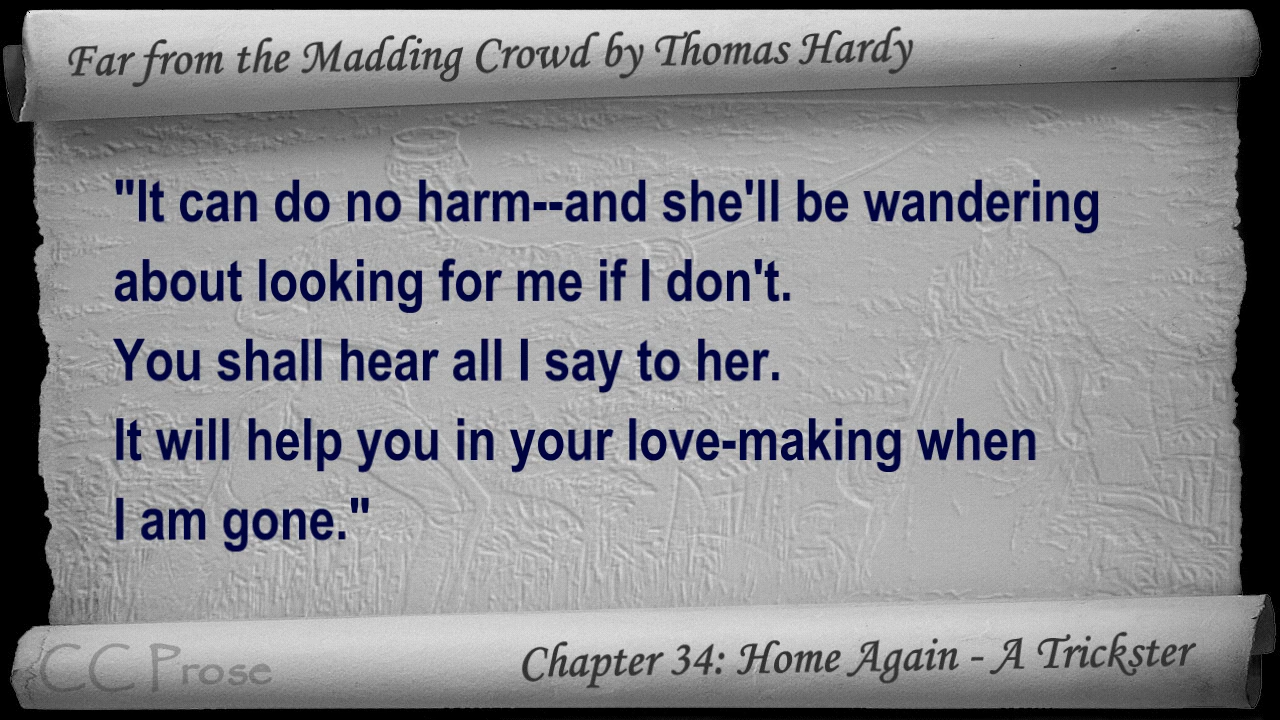 Far from the Madding Crowd by Thomas Hardy
"It can do no harm--and she'll be wandering
about looking for me if I don't.
You shall hear all I say to her.
It will help you in your love-making when
I am gone."
CC Prose
Chapter 34: Home Again - A Trickster